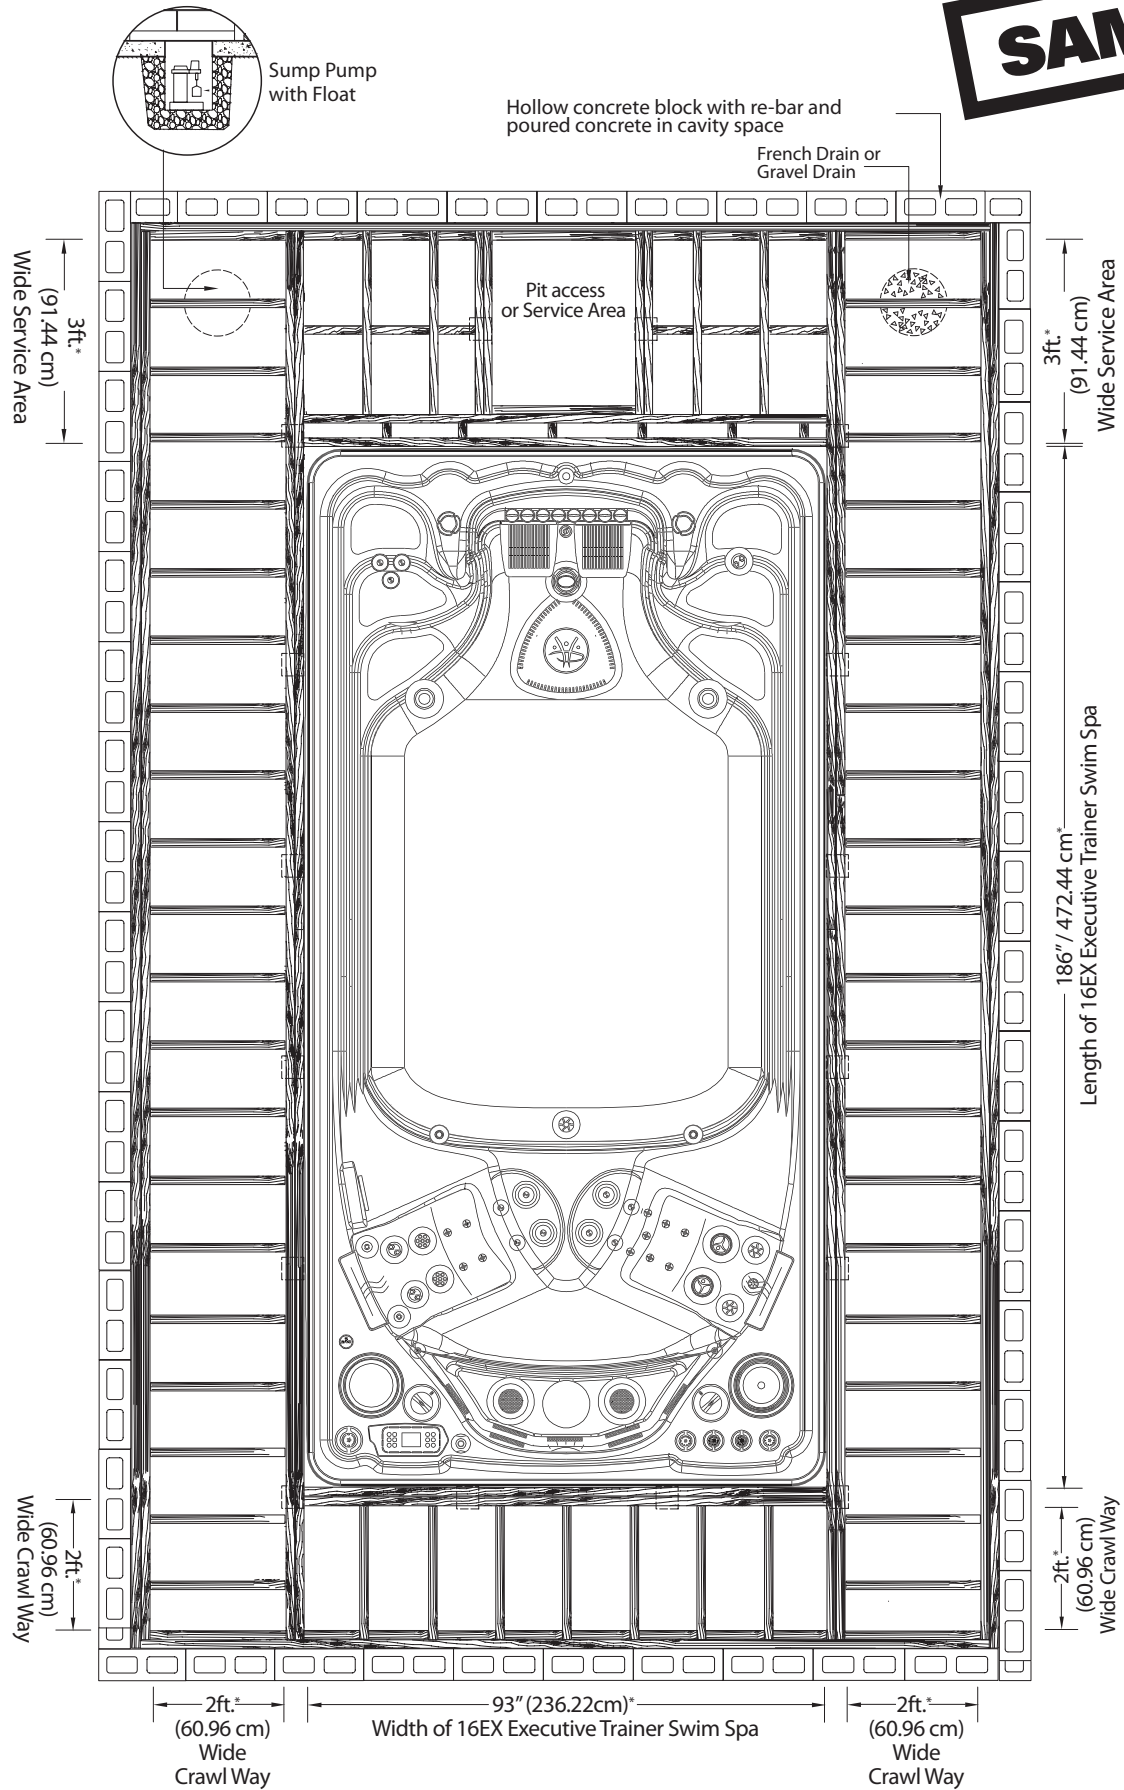 SAM
Sump Pump
with Float
Hollow concrete block with re-bar and
poured concrete in cavity space
French Drain or
Gravel Drain
Pit access
or Service Area
3ft.*
(91.44 cm)
Wide Service Area
3ft.*
(91.44 cm)
Wide Service Area
186” / 472.44 cm*
Length of 16EX Executive Trainer Swim Spa
2ft.*
(60.96 cm)
Wide Crawl Way
2ft.*
(60.96 cm)
Wide Crawl Way
2ft.*
(60.96 cm)
Wide
Crawl Way
93” (236.22cm)*
Width of 16EX Executive Trainer Swim Spa
2ft.*
(60.96 cm)
Wide
Crawl Way